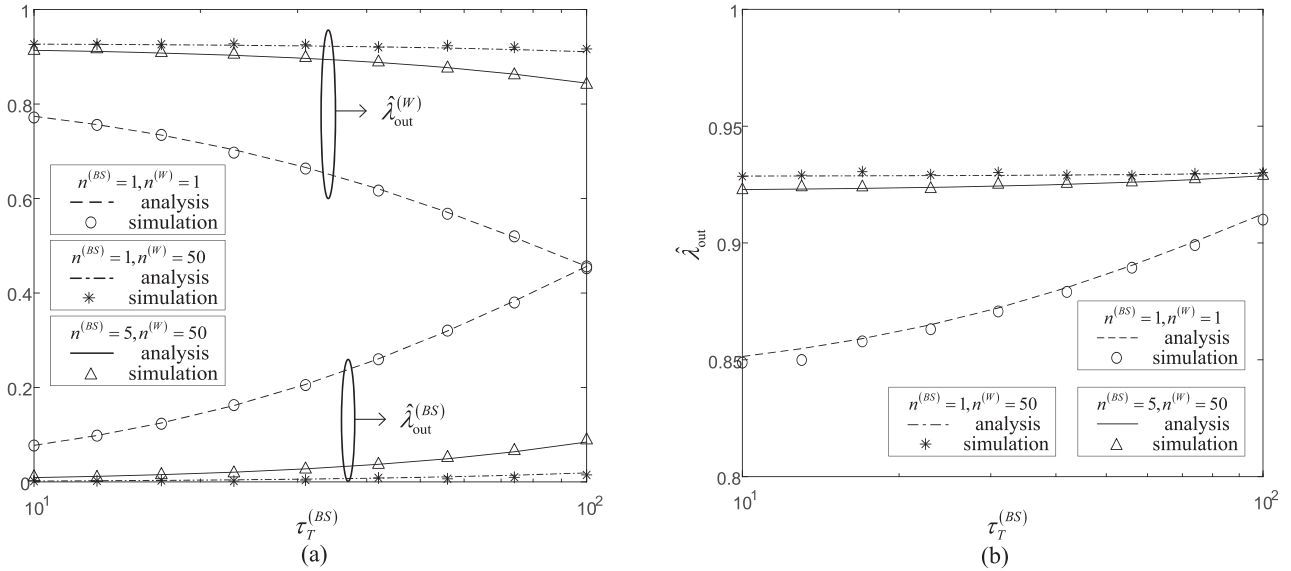 1
0.8
0.6
0.4
0.2
0
10^1
10^2
τ_T^(BS)
(a)
λ̂_out^(W)
λ̂_out^(BS)
n^(BS)=1,n^(W)=1
analysis
simulation
n^(BS)=1,n^(W)=50
analysis
simulation
n^(BS)=5,n^(W)=50
analysis
simulation
1
0.95
0.9
0.85
0.8
λ̂_out
10^1
10^2
τ_T^(BS)
(b)
n^(BS)=1,n^(W)=1
analysis
simulation
n^(BS)=1,n^(W)=50
analysis
simulation
n^(BS)=5,n^(W)=50
analysis
simulation